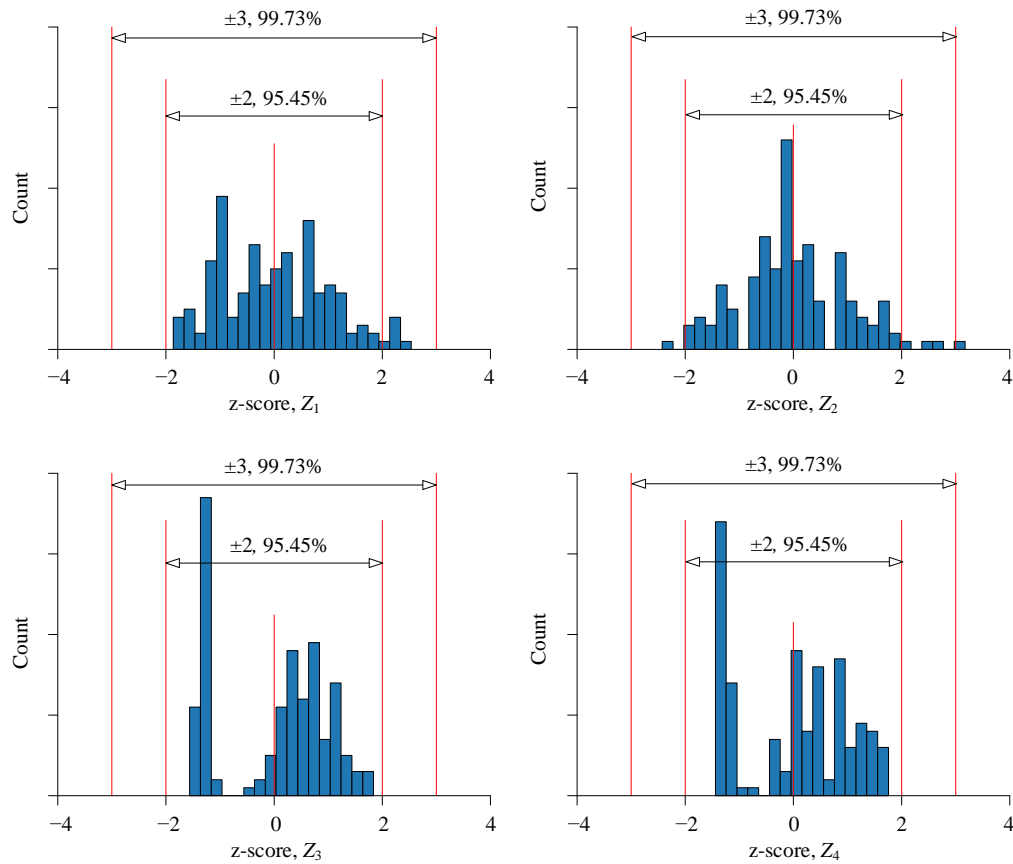 ±3, 99.73%
±2, 95.45%
Count
−4 −2 0 2 4
z-score, Z1
±3, 99.73%
±2, 95.45%
Count
−4 −2 0 2 4
z-score, Z2
±3, 99.73%
±2, 95.45%
Count
−4 −2 0 2 4
z-score, Z3
±3, 99.73%
±2, 95.45%
Count
−4 −2 0 2 4
z-score, Z4